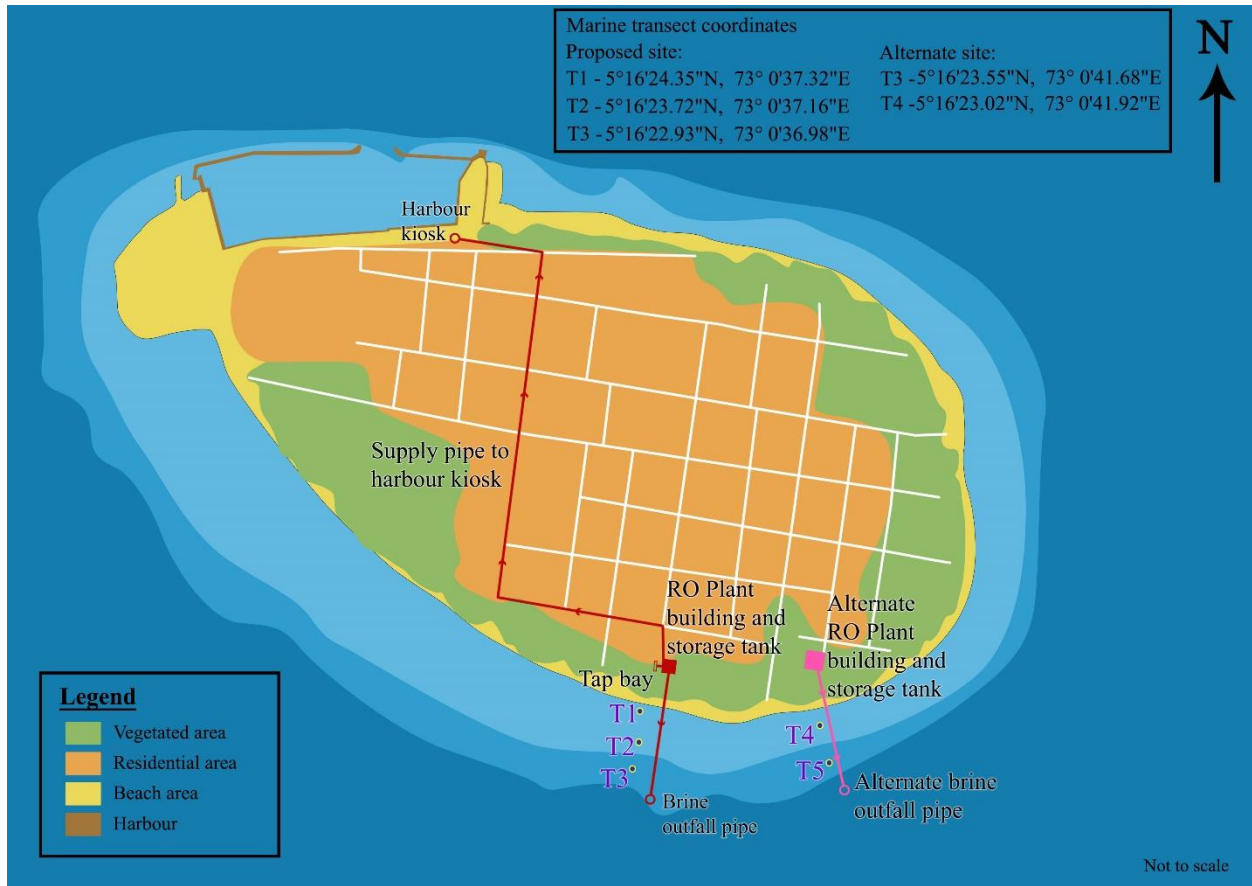 Marine transect coordinates
Proposed site:
T1 - 5°16'24.35"N, 73° 0'37.32"E
T2 - 5°16'23.72"N, 73° 0'37.16"E
T3 - 5°16'22.93"N, 73° 0'36.98"E
Alternate site:
T3 -5°16'23.55"N, 73° 0'41.68"E
T4 -5°16'23.02"N, 73° 0'41.92"E
N
Harbour
kiosk
Supply pipe to
harbour kiosk
RO Plant
building and
storage tank
Alternate
RO Plant
building and
storage tank
Tap bay
T1
T2
T3
T4
T5
Brine
outfall pipe
Alternate brine
outfall pipe
Legend
Vegetated area
Residential area
Beach area
Harbour
Not to scale